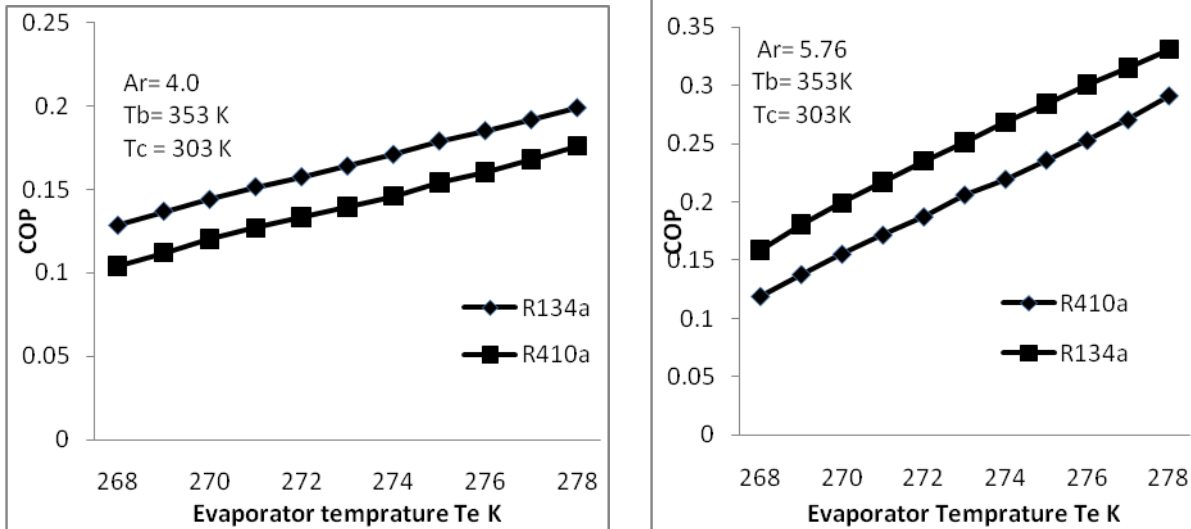 0.25
0.2
0.15
0.1
0.05
0
COP
Ar= 4.0
Tb= 353 K
Tc = 303 K
R134a
R410a
268 270 272 274 276 278
Evaporator temprature Te K
0.35
0.3
0.25
0.2
0.15
0.1
0.05
0
COP
Ar= 5.76
Tb= 353K
Tc= 303K
R410a
R134a
268 270 272 274 276 278
Evaporator temprature Te K